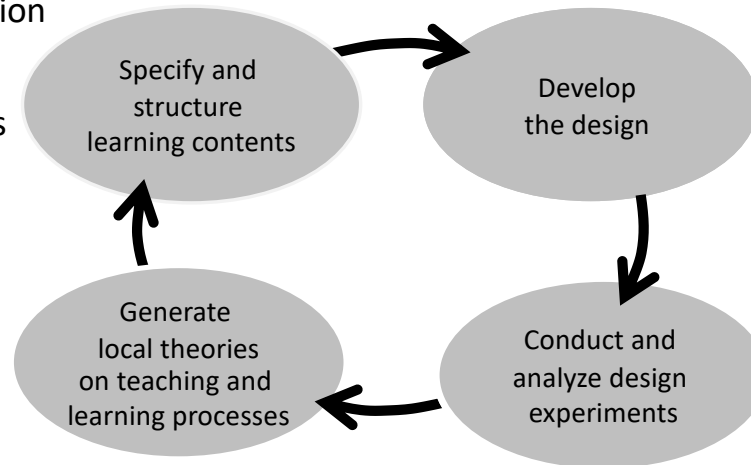 ion
s
Specify and
structure
learning contents
Develop
the design
Conduct and
analyze design
experiments
Generate
local theories
on teaching and
learning processes